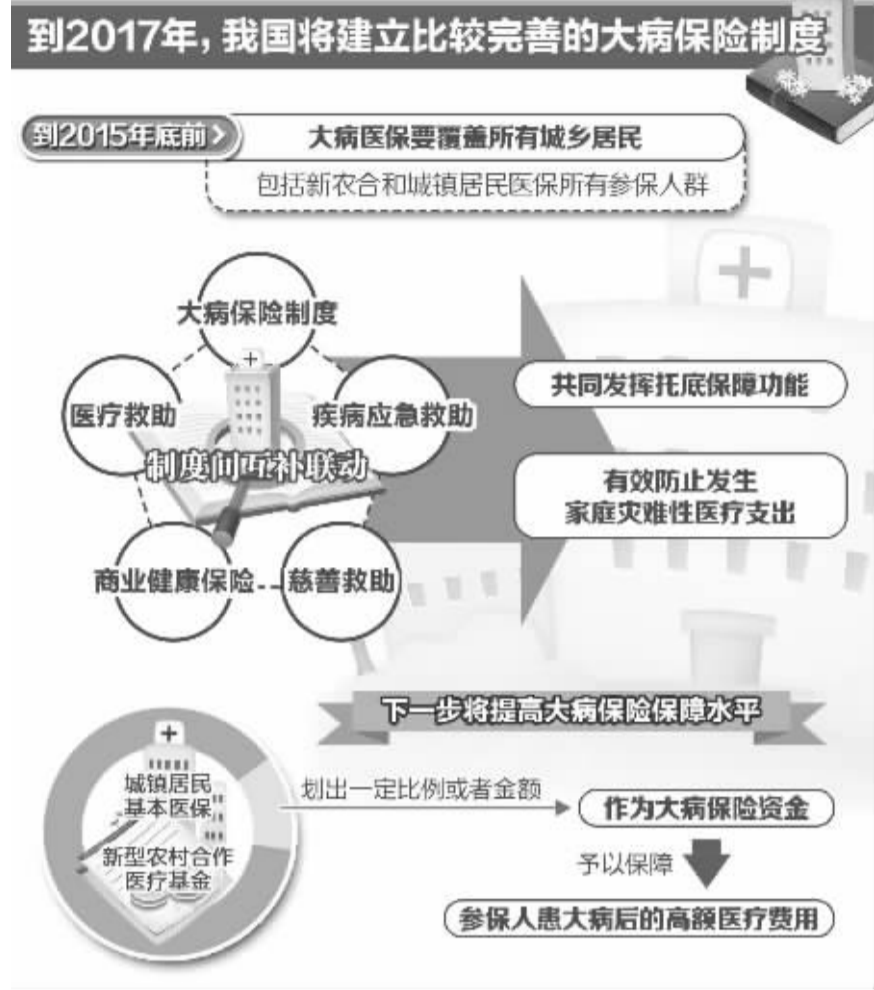 到2017年，我国将建立比较完善的大病保险制度
到2015年底前
大病医保要覆盖所有城乡居民
包括新农合和城镇居民医保所有参保人群
大病保险制度
医疗救助
疾病应急救助
制度间互补联动
商业健康保险
慈善救助
共同发挥托底保障功能
有效防止发生
家庭灾难性医疗支出
下一步将提高大病保险保障水平
城镇居民
基本医保
新型农村合作
医疗基金
划出一定比例或者金额
作为大病保险资金
予以保障
参保人患大病后的高额医疗费用